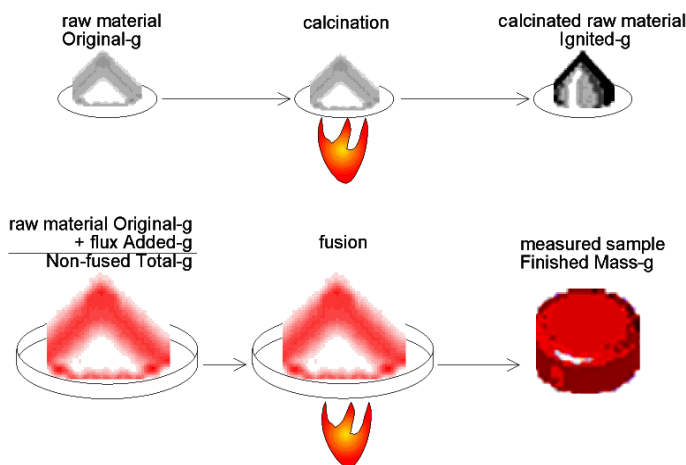 raw material
Original-g
calcination
calcinated raw material
Ignited-g
raw material Original-g
+ flux Added-g
Non-fused Total-g
fusion
measured sample
Finished Mass-g